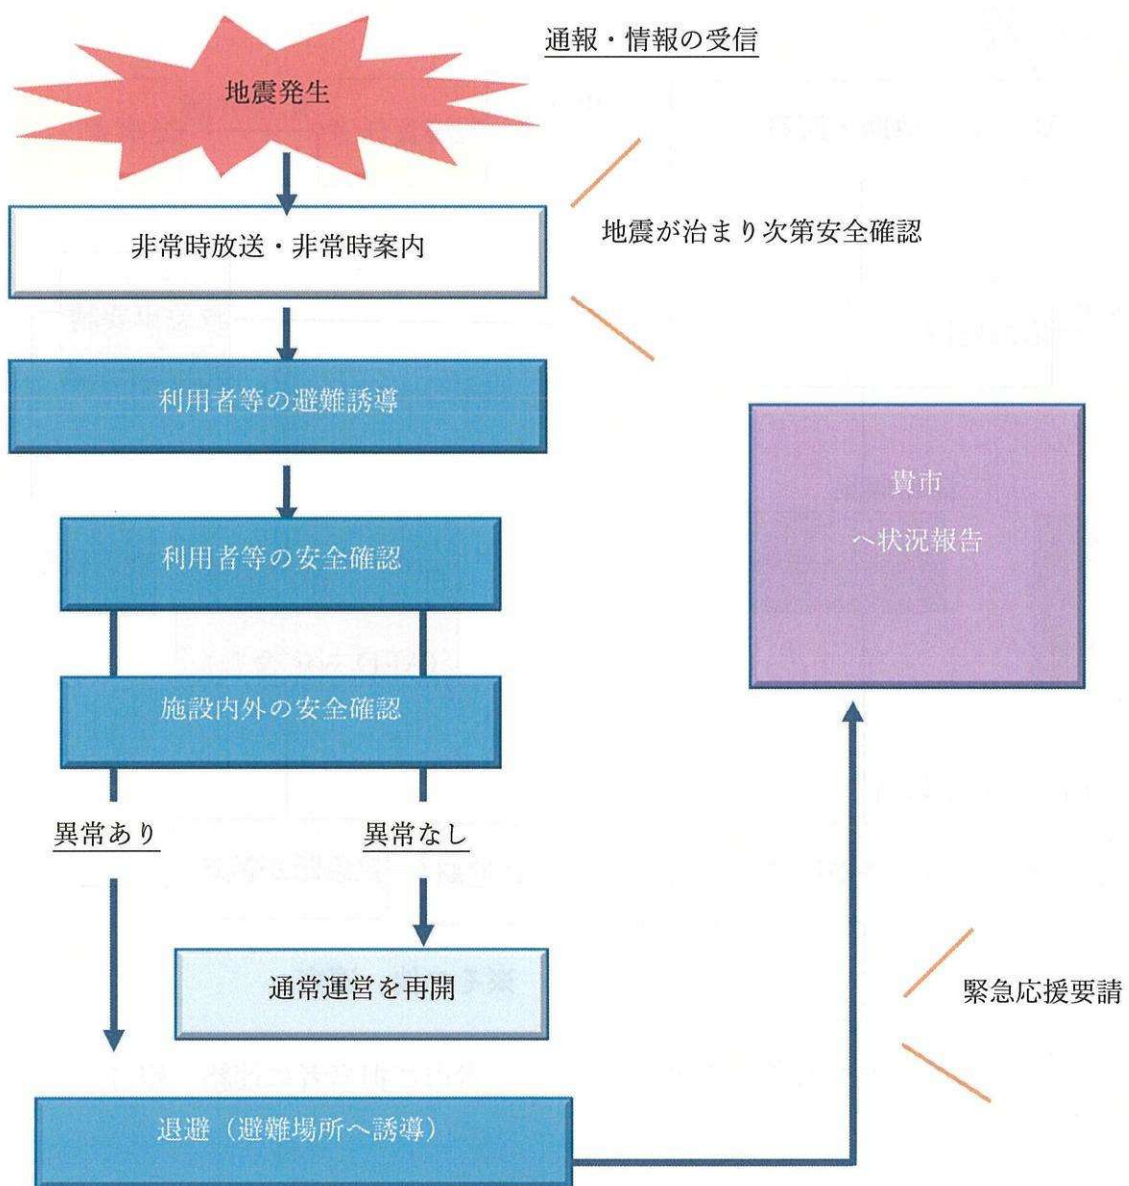 通報・情報の受信
地震発生
非常時放送・非常時案内
地震が治まり次第安全確認
利用者等の避難誘導
貴市
へ状況報告
利用者等の安全確認
施設内外の安全確認
異常あり
異常なし
通常運営を再開
緊急応援要請
退避（避難場所へ誘導）